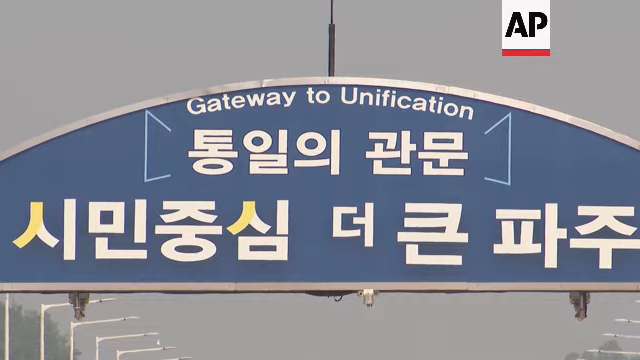 AP
Gateway to Unification
통일의 관문
시민중심 더 큰 파주